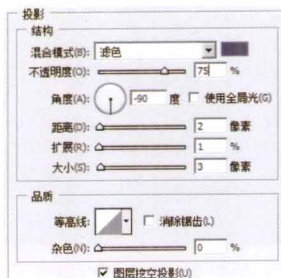 投影
结构
混合模式(B): 滤色
不透明度(O): 75 %
角度(A): -90 度 使用全局光(G)
距离(D): 2 像素
扩展(R): 1 %
大小(S): 3 像素
品质
等高线: 消除锯齿(L)
杂色(N): 0 %
图层挖空投影(U)